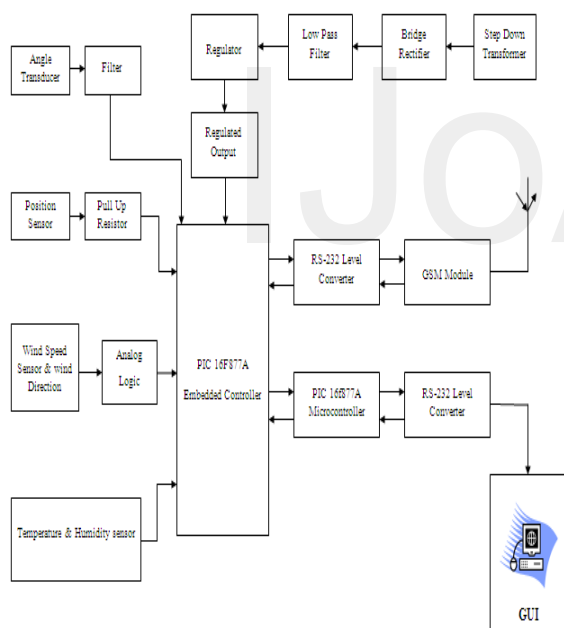 Angle
Transducer
Filter
Regulator
Low Pass
Filter
Bridge
Rectifier
Step Down
Transformer
Regulated
Output
Position
Sensor
Pull Up
Resistor
RS-232 Level
Converter
GSM Module
Wind Speed
Sensor & wind
Direction
Analog
Logic
PIC 16F877A
Embedded Controller
PIC 16f877A
Microcontroller
RS-232 Level
Converter
Temperature & Humidity sensor
GUI
IJOA